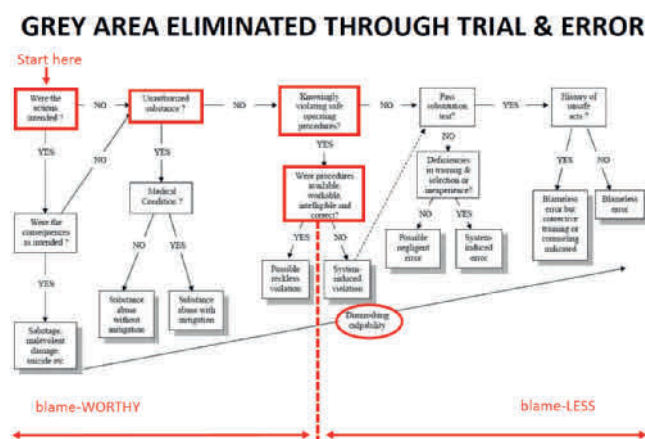 GREY AREA ELIMINATED THROUGH TRIAL & ERROR
Start here
Were the
actions
intended ?
NO
Unauthorized
substance ?
NO
Knowingly
violating safe
operating
procedures?
NO
Pass
substitution
test?
YES
History of
unsafe
acts ?
YES
NO
YES
YES
NO
YES
NO
Were the
consequences
as intended ?
Medical
Condition ?
Were procedures
available,
workable,
intelligible and
correct?
Deficiencies
in training &
selection or
inexperience?
Blameless
error but
corrective
training or
counseling
indicated
Blameless
error
YES
NO
YES
YES
NO
NO
YES
Sabotage,
malevolent
damage,
suicide etc
Substance
abuse
without
mitigation
Substance
abuse with
mitigation
Possible
reckless
violation
System-
induced
violation
Possible
negligent
error
System-
induced
error
Diminishing
culpability
blame-WORTHY
blame-LESS